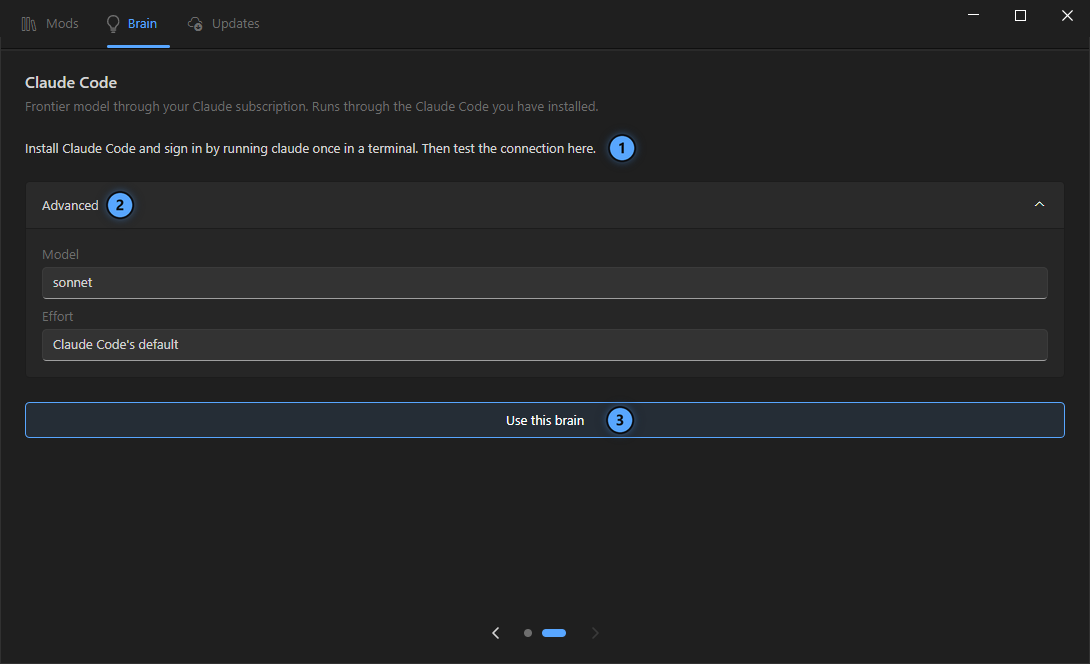 Mods
Brain
Updates
Claude Code
Frontier model through your Claude subscription. Runs through the Claude Code you have installed.
Install Claude Code and sign in by running claude once in a terminal. Then test the connection here. 1
Advanced 2
Model
sonnet
Effort
Claude Code's default
Use this brain 3